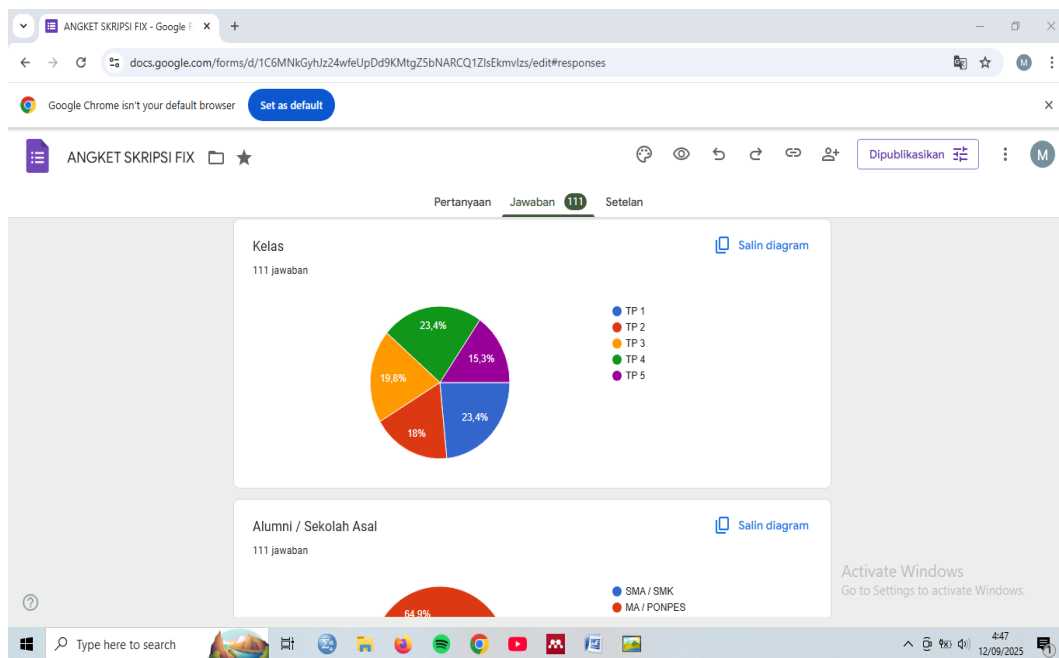 ANGKET SKRIPSI FIX - Google F
docs.google.com/forms/d/1C6MNkGyhJz24wfeUpDd9KMtgZ5bNARCQ1ZIsEkmvIzs/edit#responses
M
Google Chrome isn't your default browser
Set as default
ANGKET SKRIPSI FIX
Dipublikasikan
M
Pertanyaan
Jawaban 111
Setelan
Kelas
Salin diagram
111 jawaban
23,4%
15,3%
19,8%
18%
23,4%
TP 1
TP 2
TP 3
TP 4
TP 5
Alumni / Sekolah Asal
Salin diagram
111 jawaban
64,9%
SMA / SMK
MA / PONPES
Activate Windows
Go to Settings to activate Windows.
Type here to search
4:47
12/09/2025
1